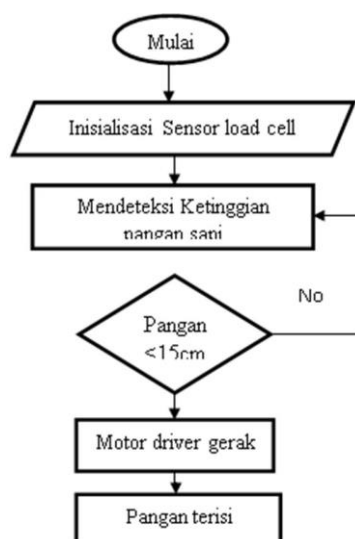 Mulai
Inisialisasi Sensor load cell
Mendeteksi Ketinggian
pangan sapi
No
Pangan
<15cm
Motor driver gerak
Pangan terisi